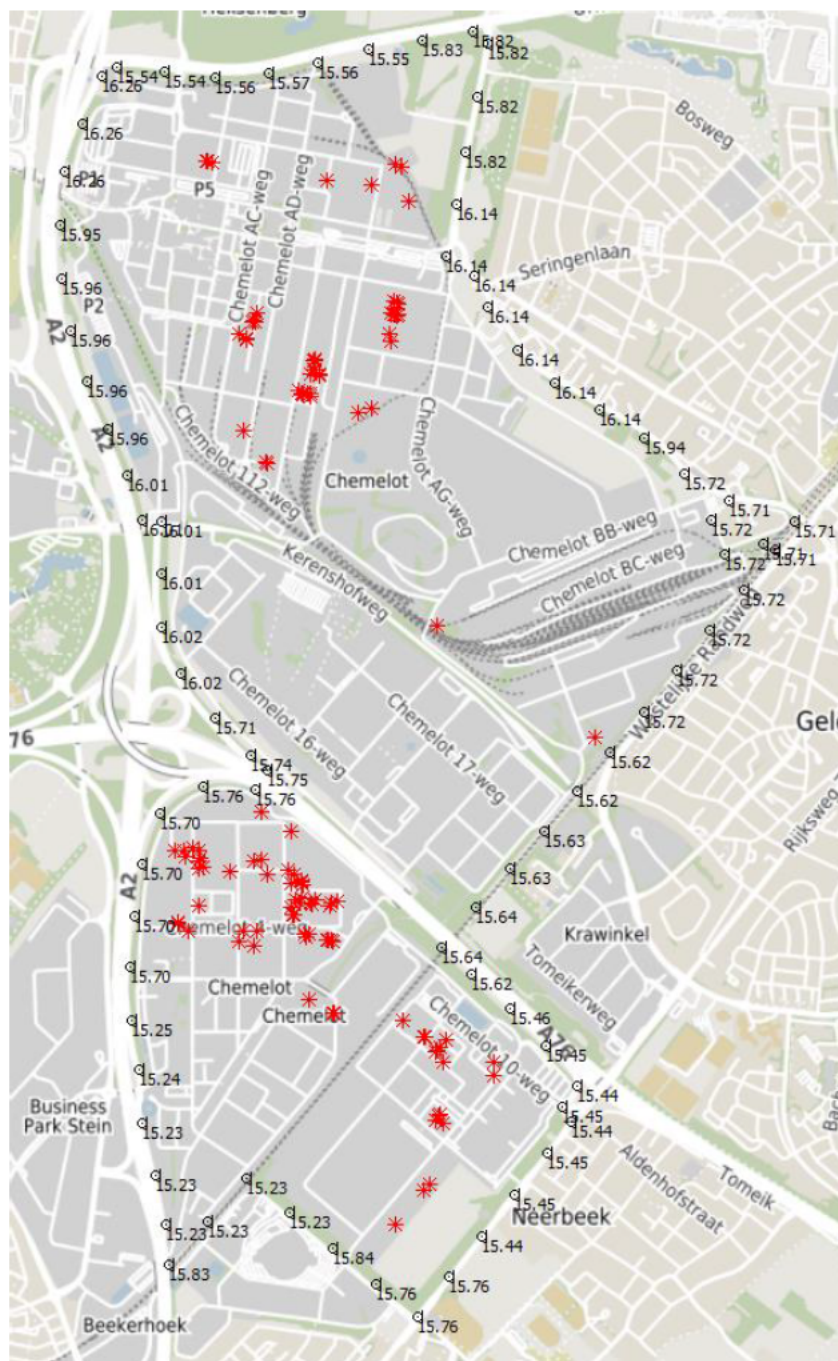 15.82
15.83
15.82
15.55
15.56
15.57
15.56
15.54
15.54
16.26
15.82
Bosweg
16.26
15.82
P5
16.26
16.14
Chemelot AC-weg
Chemelot AD-weg
15.95
16.14
Seringenlaan
16.14
15.96
P2
16.14
A2
15.96
16.14
15.96
16.14
16.14
15.96
A2
15.94
Chemelot 112-weg
Chemelot AG-weg
Chemelot
16.01
15.72
15.71
16.01
15.72
15.71
Chemelot BB-weg
15.72
15.71
Kerenshofweg
Chemelot BC-weg
16.01
15.72
16.02
15.72
16.02
15.72
15.71
15.72
Gele
76
Chemelot 16-weg
Chemelot 17-weg
15.74
15.62
15.75
15.76
15.76
15.62
15.70
15.63
Rijksweg
A2
15.70
15.63
15.64
15.70
Chemelot 4-weg
Krawinkel
15.64
15.70
15.62
Tomeikerweg
Chemelot
Chemelot
15.25
15.46
A76
Chemelot 10-weg
15.45
15.24
15.44
Business
Park Stein
15.45
15.23
15.44
15.45
Aldenhofstraat
Tomeik
15.23
15.23
15.45
Neerbeek
15.23
15.23
15.23
15.44
15.84
15.83
15.76
15.76
Beekerhoek
15.76